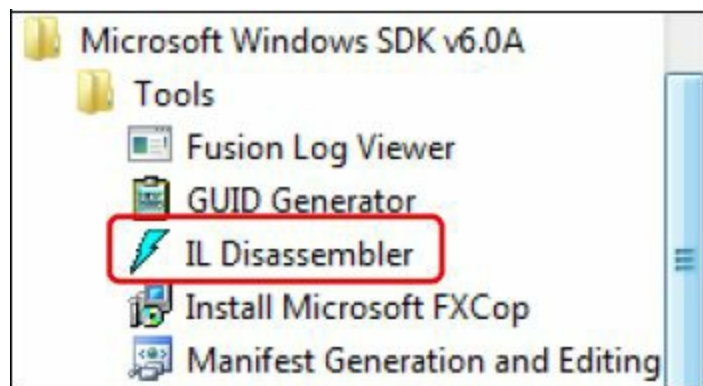 Microsoft Windows SDK v6.0A
Tools
Fusion Log Viewer
GUID Generator
IL Disassembler
Install Microsoft FXCop
Manifest Generation and Editing